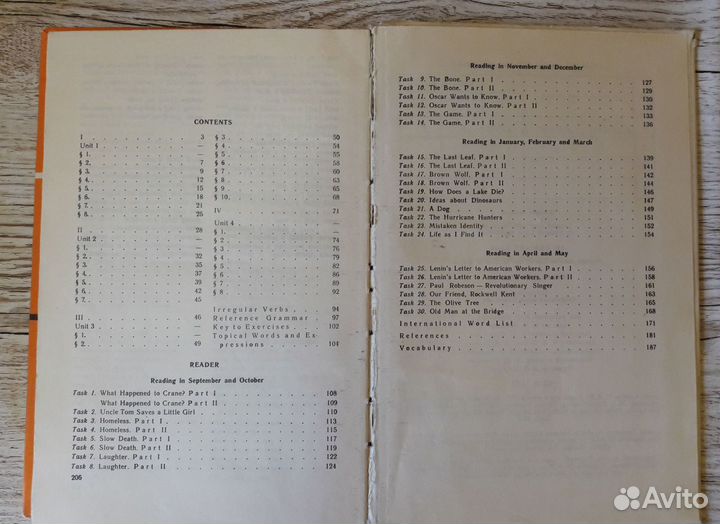 CONTENTS
I 3
Unit 1 —
§ 1. —
§ 2. 7
§ 3. 9
§ 4. 12
§ 5. 15
§ 6. 18
§ 7. 21
§ 8. 25
II 28
Unit 2 —
§ 1. —
§ 2. 32
§ 3. 35
§ 4. 37
§ 5. 39
§ 6. 42
§ 7. 45
III 46
Unit 3 —
§ 1. —
§ 2. 49
§ 3 50
§ 4. 54
§ 5. 55
§ 6 58
§ 7 60
§ 8. 63
§ 9. 65
§ 10. 68
IV 71
Unit 4 —
§ 1. —
§ 2. 74
§ 3 76
§ 4. 79
§ 5. 82
§ 6. 86
§ 7 89
§ 8 92
Irregular Verbs 94
Reference Grammar 97
Key to Exercises 102
Topical Words and Ex-
pressions 104
READER
Reading in September and October
Task 1. What Happened to Crane? Part I 108
What Happened to Crane? Part II 109
Task 2. Uncle Tom Saves a Little Girl 110
Task 3. Homeless. Part I 113
Task 4. Homeless. Part II 115
Task 5. Slow Death. Part I 117
Task 6. Slow Death. Part II 119
Task 7. Laughter. Part I 122
Task 8. Laughter. Part II 124
206
Reading in November and December
Task 9. The Bone. Part I 127
Task 10. The Bone. Part II 129
Task 11. Oscar Wants to Know. Part I 130
Task 12. Oscar Wants to Know. Part II 132
Task 13. The Game. Part I 133
Task 14. The Game. Part II 136
Reading in January, February and March
Task 15. The Last Leaf. Part I 139
Task 16. The Last Leaf. Part II 141
Task 17. Brown Wolf. Part I 142
Task 18. Brown Wolf. Part II 144
Task 19. How Does a Lake Die? 146
Task 20. Ideas about Dinosaurs 147
Task 21. A Dog 149
Task 22. The Hurricane Hunters 151
Task 23. Mistaken Identity 152
Task 24. Life as I Find It 154
Reading in April and May
Task 25. Lenin's Letter to American Workers. Part I 156
Task 26. Lenin's Letter to American Workers. Part II 158
Task 27. Paul Robeson — Revolutionary Singer 161
Task 28. Our Friend, Rockwell Kent 163
Task 29. The Olive Tree 165
Task 30. Old Man at the Bridge 168
International Word List 171
References 181
Vocabulary 187
Avito